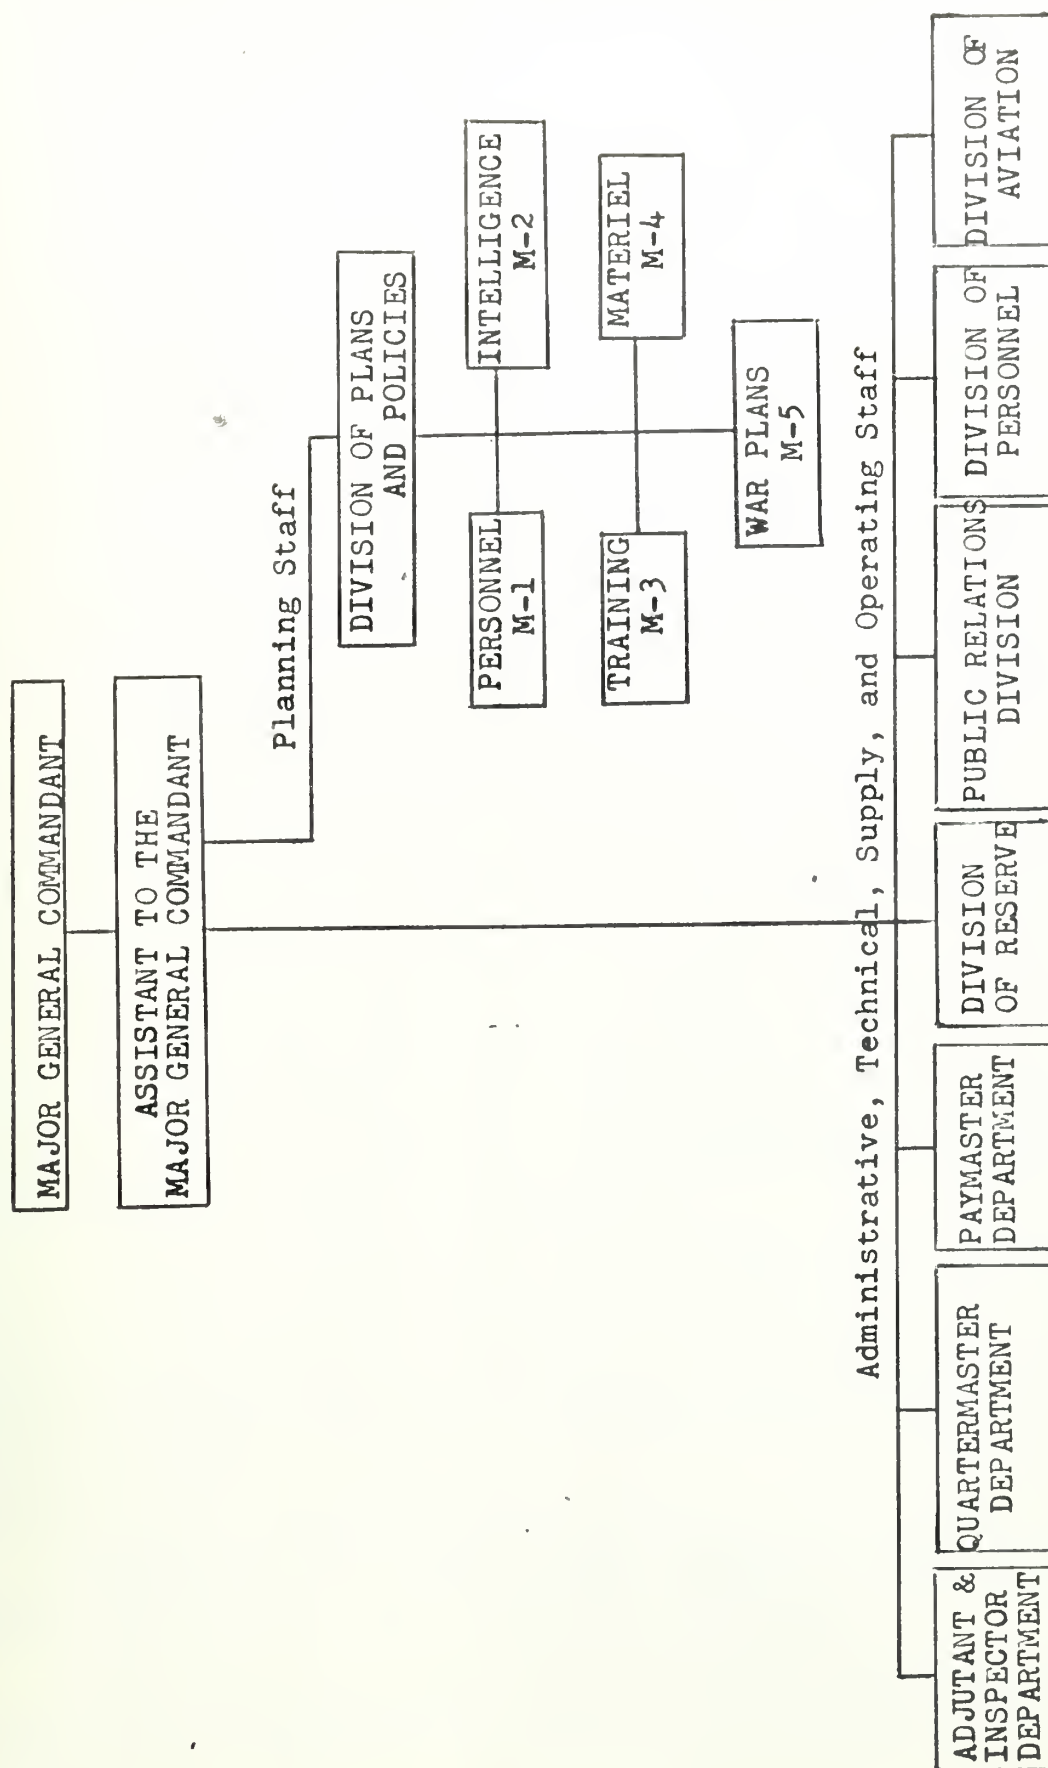 MAJOR GENERAL COMMANDANT
ASSISTANT TO THE
MAJOR GENERAL COMMANDANT
Planning Staff
DIVISION OF PLANS
AND POLICIES
PERSONNEL
M-1
INTELLIGENCE
M-2
TRAINING
M-3
MATERIEL
M-4
WAR PLANS
M-5
Administrative, Technical, Supply, and Operating Staff
ADJUTANT &
INSPECTOR
DEPARTMENT
QUARTERMASTER
DEPARTMENT
PAYMASTER
DEPARTMENT
DIVISION
OF RESERVE
PUBLIC RELATIONS
DIVISION
DIVISION OF
PERSONNEL
DIVISION OF
AVIATION